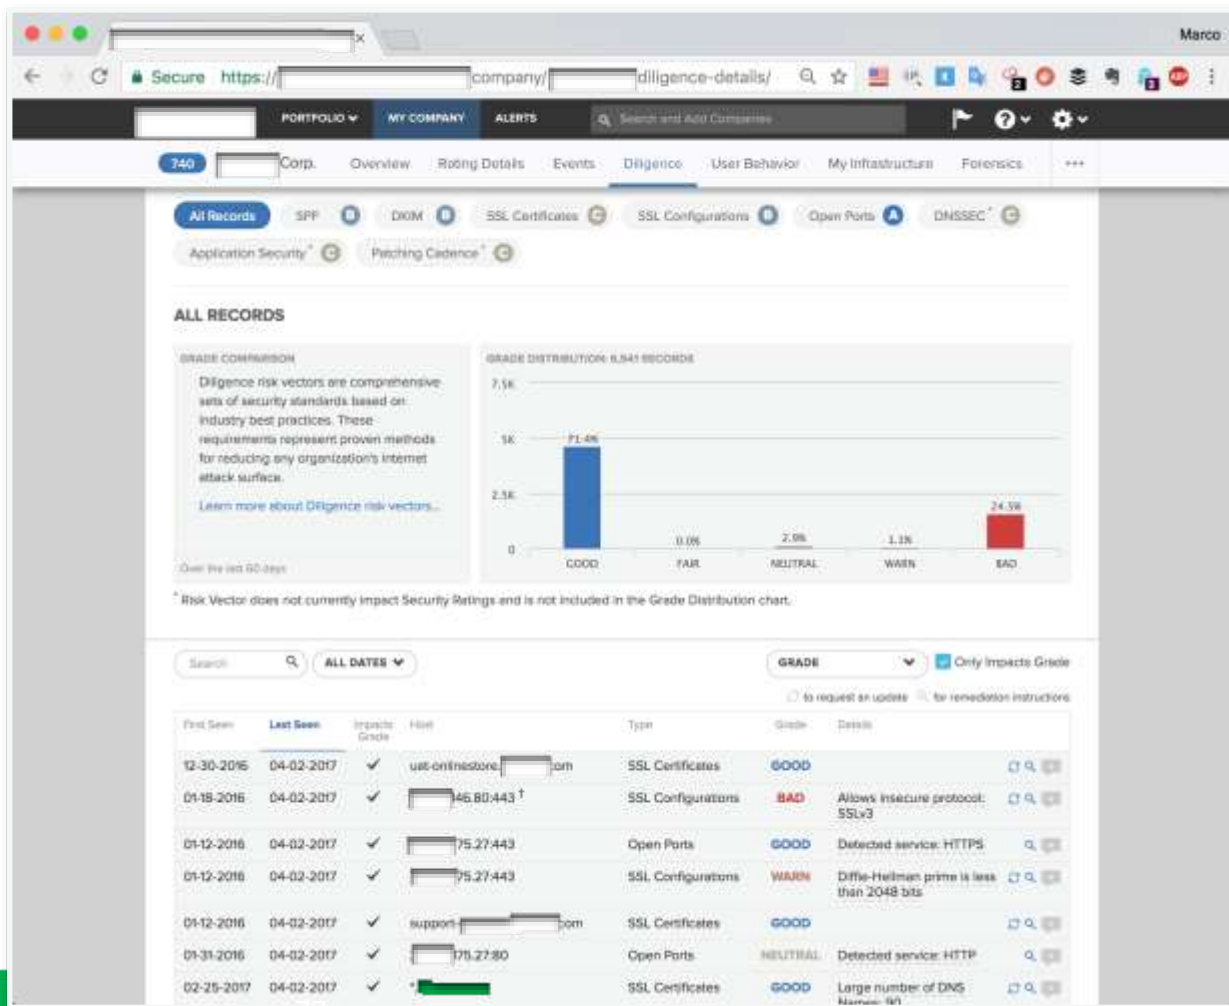 Marco
Secure https:// company/ diligence-details/
PORTFOLIO MY COMPANY ALERTS Search and Add Companies
740 Corp. Overview Rating Details Events Diligence User Behavior My Infrastructure Forensics
All Records SPF B DKIM B SSL Certificates C SSL Configurations B Open Ports A DNSSEC* C
Application Security* C Patching Cadence* C
ALL RECORDS
GRADE COMPARISON
Diligence risk vectors are comprehensive
sets of security standards based on
industry best practices. These
requirements represent proven methods
for reducing any organization's internet
attack surface.
Learn more about Diligence risk vectors...
Over the last 60 days
GRADE DISTRIBUTION: 6,541 RECORDS
7.5K
5K
2.5K
0
71.4%
0.0%
2.9%
1.1%
24.5%
GOOD FAIR NEUTRAL WARN BAD
* Risk Vector does not currently impact Security Ratings and is not included in the Grade Distribution chart.
Search ALL DATES GRADE Only Impacts Grade
to request an update for remediation instructions
First Seen Last Seen Impacts Grade Host Type Grade Details
12-30-2016 04-02-2017 uat-onlinestore. om SSL Certificates GOOD
01-18-2016 04-02-2017 46.80:443 † SSL Configurations BAD Allows insecure protocol:
SSLv3
01-12-2016 04-02-2017 75.27:443 Open Ports GOOD Detected service: HTTPS
01-12-2016 04-02-2017 75.27:443 SSL Configurations WARN Diffie-Hellman prime is less
than 2048 bits
01-12-2016 04-02-2017 support- om SSL Certificates GOOD
01-31-2016 04-02-2017 175.27:80 Open Ports NEUTRAL Detected service: HTTP
02-25-2017 04-02-2017 *. SSL Certificates GOOD Large number of DNS
Names: 90